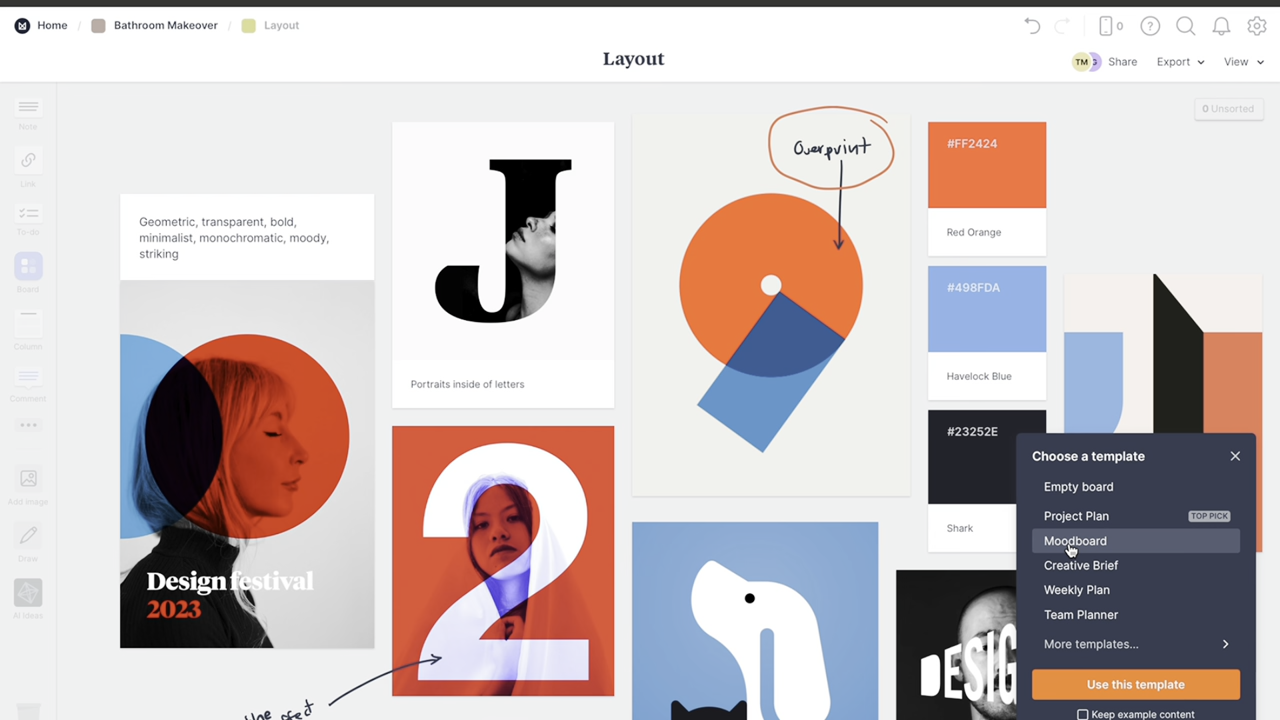 Home / Bathroom Makeover / Layout
0
Layout
TM
Share
Export
View
0 Unsorted
Note
Link
To-do
Board
Column
Comment
Add image
Draw
AI Ideas
Geometric, transparent, bold,
minimalist, monochromatic, moody,
striking
Design festival
2023
J
Portraits inside of letters
2
Overprint
#FF2424
Red Orange
#498FDA
Havelock Blue
#23252E
Shark
DESIG
Choose a template
Empty board
Project Plan TOP PICK
Moodboard
Creative Brief
Weekly Plan
Team Planner
More templates...
Use this template
Keep example content